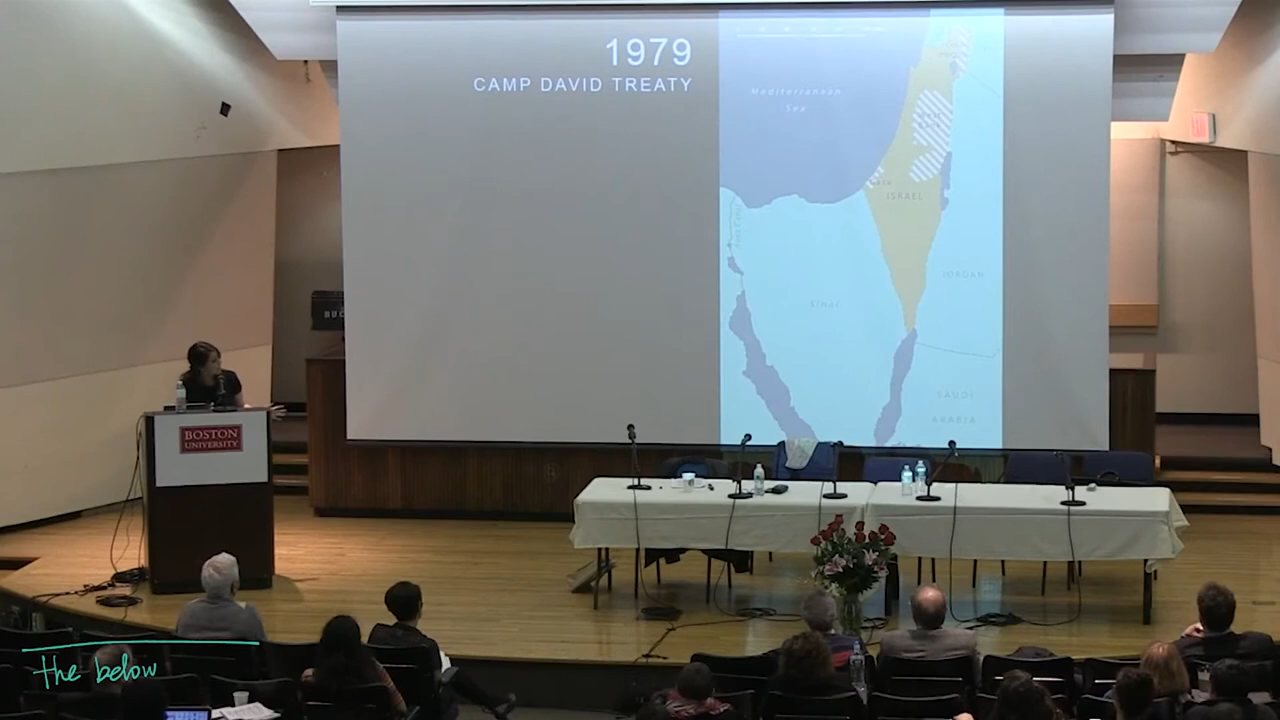 1979
CAMP DAVID TREATY
Mediterranean
Sea
ISRAEL
JORDAN
Sinai
SAUDI
ARABIA
BOSTON
UNIVERSITY
the below